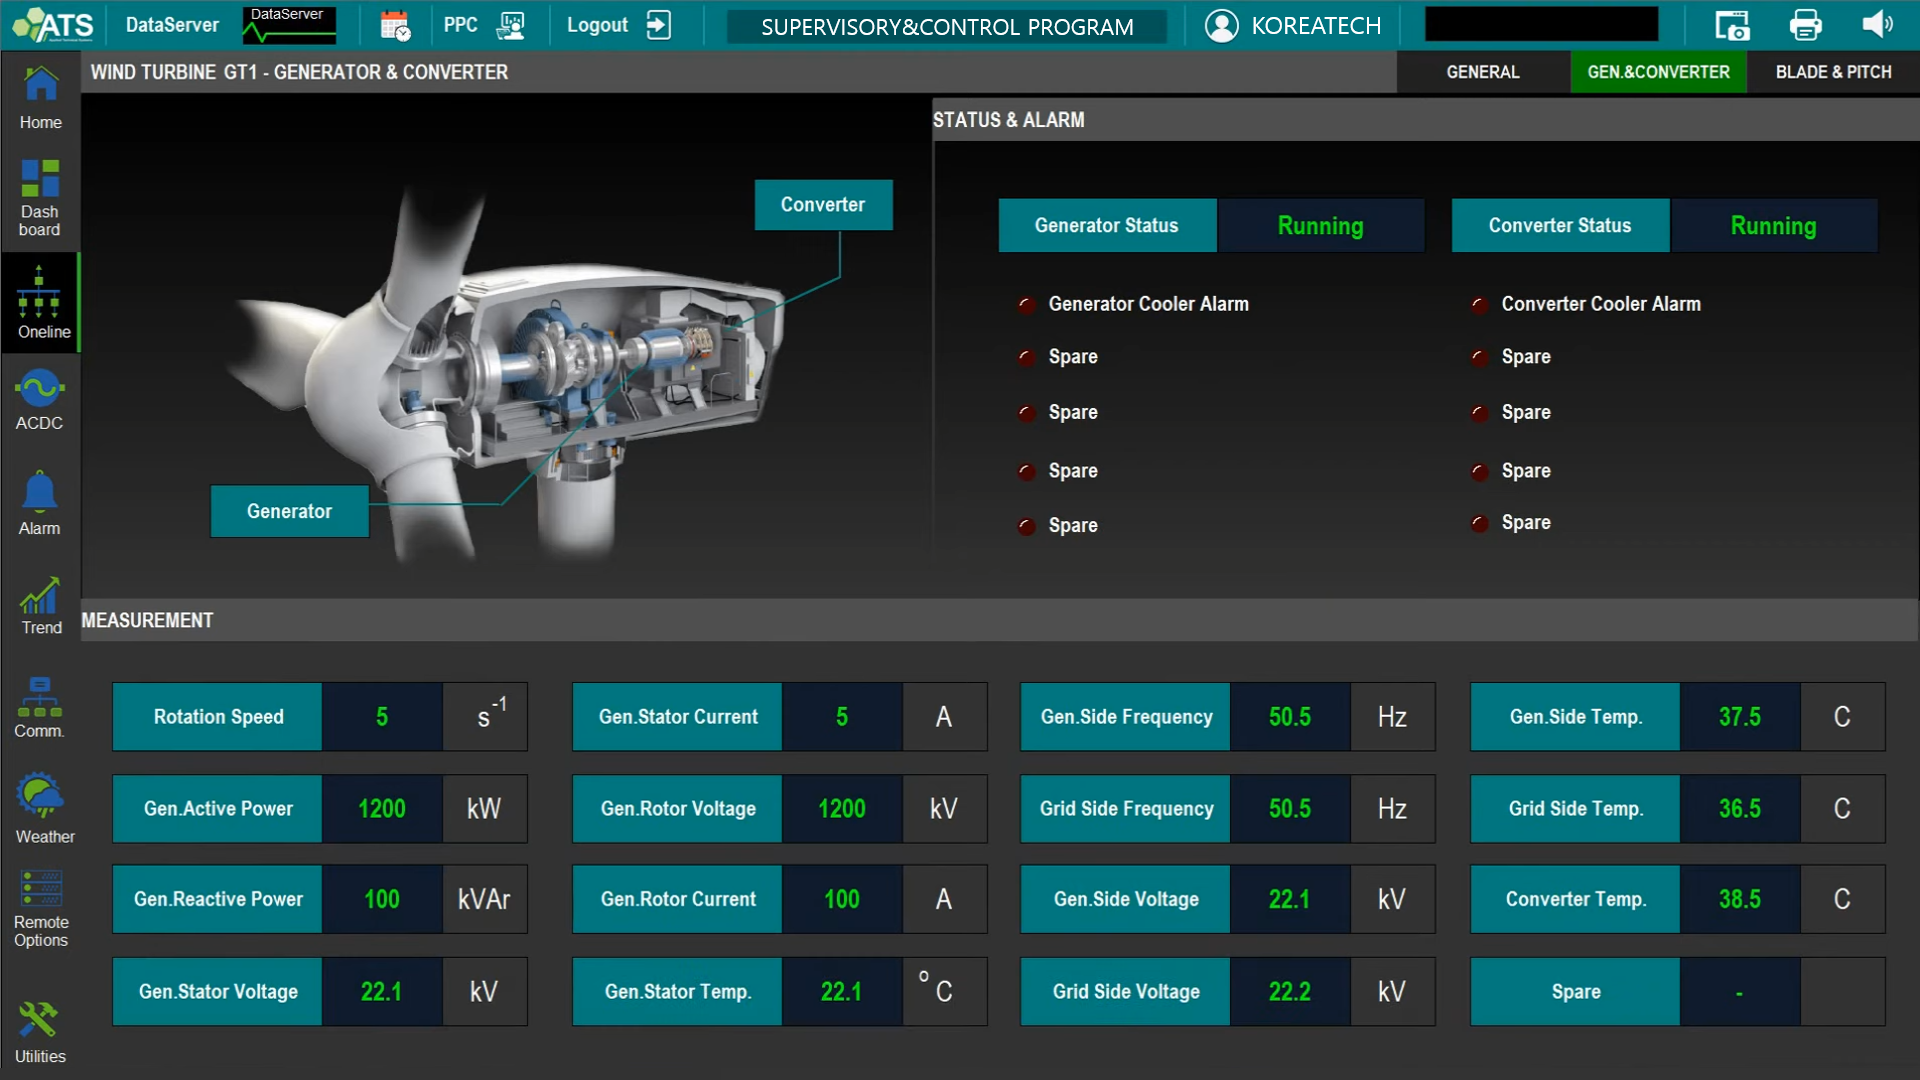 ATS
DataServer
DataServer
PPC
Logout
SUPERVISORY&CONTROL PROGRAM
KOREATECH
WIND TURBINE GT1 - GENERATOR & CONVERTER
GENERAL
GEN.&CONVERTER
BLADE & PITCH
Home
Dash
board
Oneline
ACDC
Alarm
Trend
Comm.
Weather
Remote
Options
Utilities
Converter
Generator
STATUS & ALARM
Generator Status
Running
Converter Status
Running
Generator Cooler Alarm
Converter Cooler Alarm
Spare
Spare
Spare
Spare
Spare
Spare
Spare
Spare
MEASUREMENT
Rotation Speed 5 s-1
Gen.Stator Current 5 A
Gen.Side Frequency 50.5 Hz
Gen.Side Temp. 37.5 C
Gen.Active Power 1200 kW
Gen.Rotor Voltage 1200 kV
Grid Side Frequency 50.5 Hz
Grid Side Temp. 36.5 C
Gen.Reactive Power 100 kVAr
Gen.Rotor Current 100 A
Gen.Side Voltage 22.1 kV
Converter Temp. 38.5 C
Gen.Stator Voltage 22.1 kV
Gen.Stator Temp. 22.1 °C
Grid Side Voltage 22.2 kV
Spare -